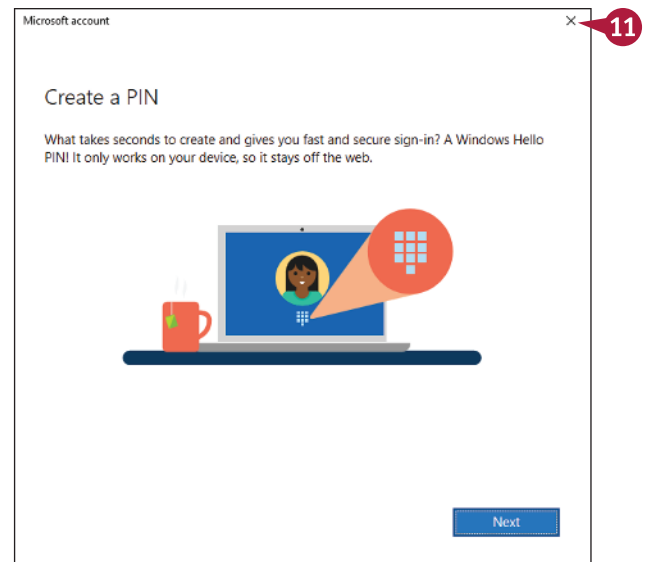 Microsoft account
11
Create a PIN
What takes seconds to create and gives you fast and secure sign-in? A Windows Hello
PIN! It only works on your device, so it stays off the web.
Next